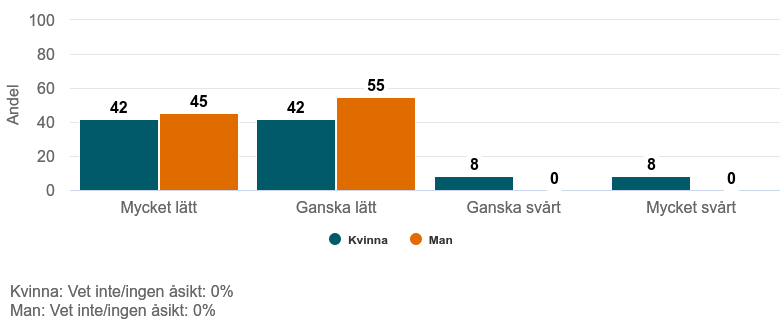 100
80
60
40
20
0
Andel
42
45
42
55
8
0
8
0
Mycket lätt
Ganska lätt
Ganska svårt
Mycket svårt
Kvinna
Man
Kvinna: Vet inte/ingen åsikt: 0%
Man: Vet inte/ingen åsikt: 0%